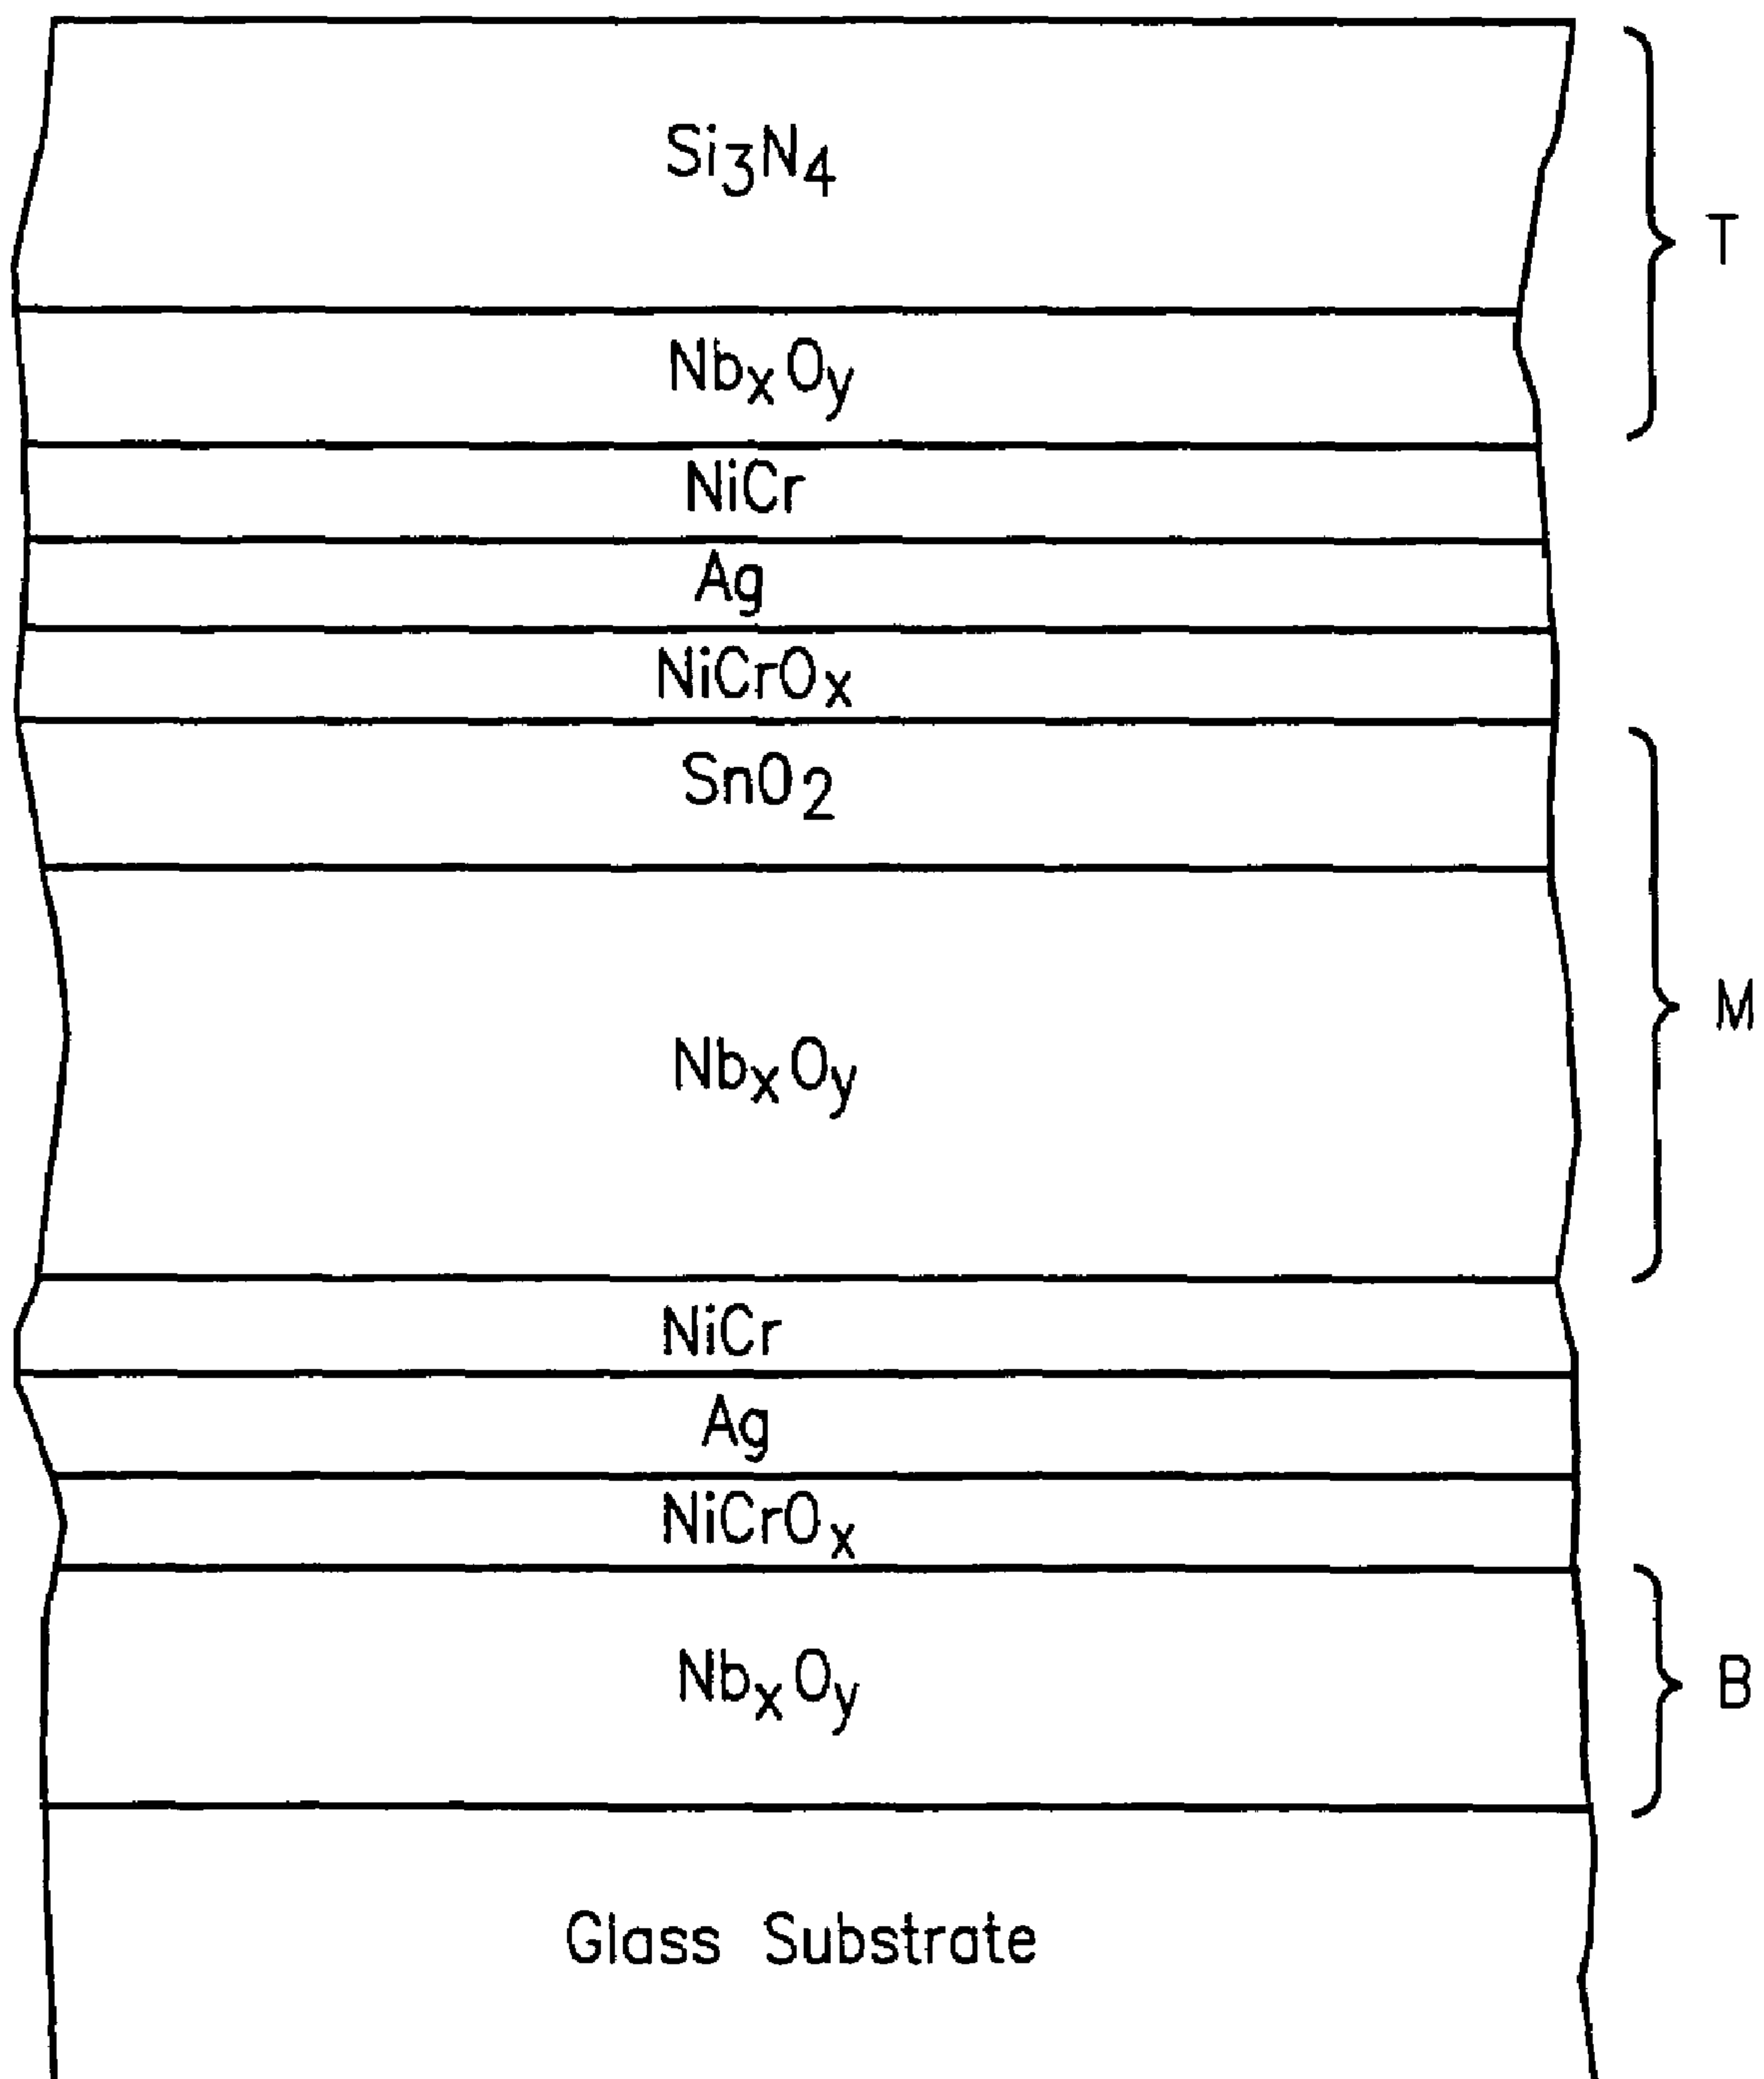 Si3N4
T
NbxOy
NiCr
Ag
NiCrOx
SnO2
M
NbxOy
NiCr
Ag
NiCrOx
NbxOy
B
Glass Substrate